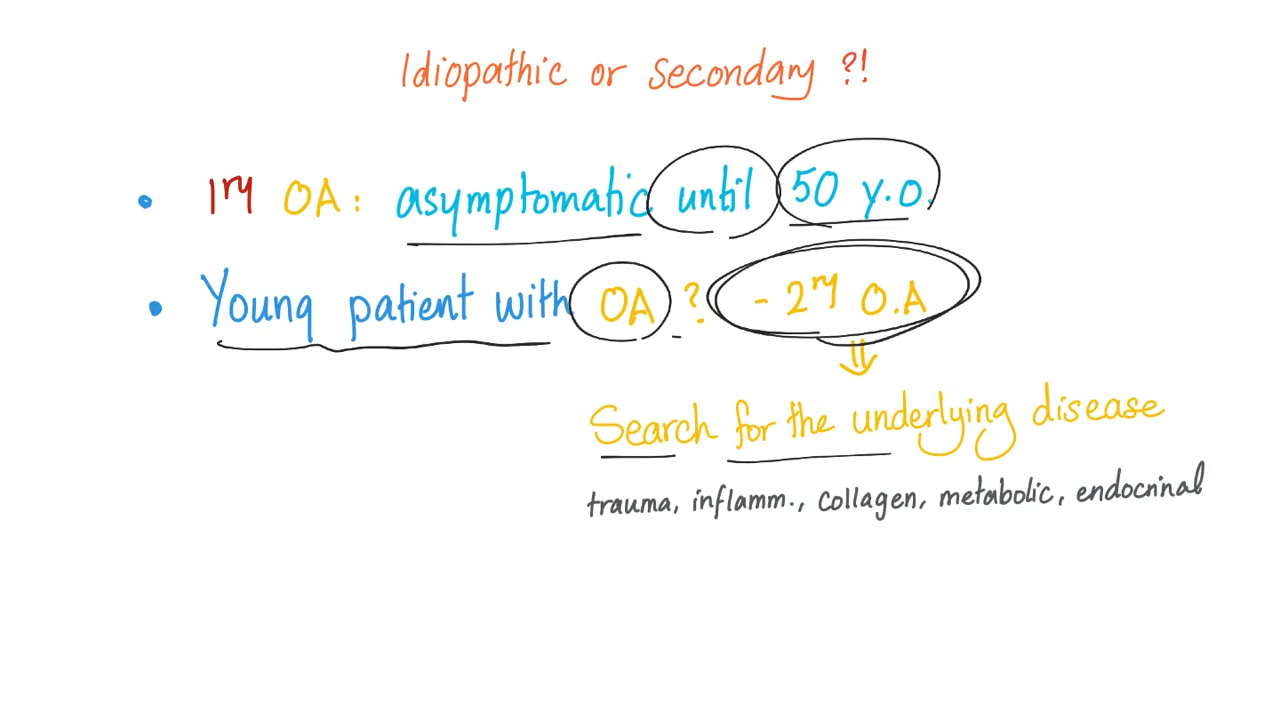 Idiopathic or secondary ?!
• 1ry OA: asymptomatic until 50 y.o.
• Young patient with OA ? - 2ry O.A
⇓
Search for the underlying disease
trauma, inflamm., collagen, metabolic, endocrinal